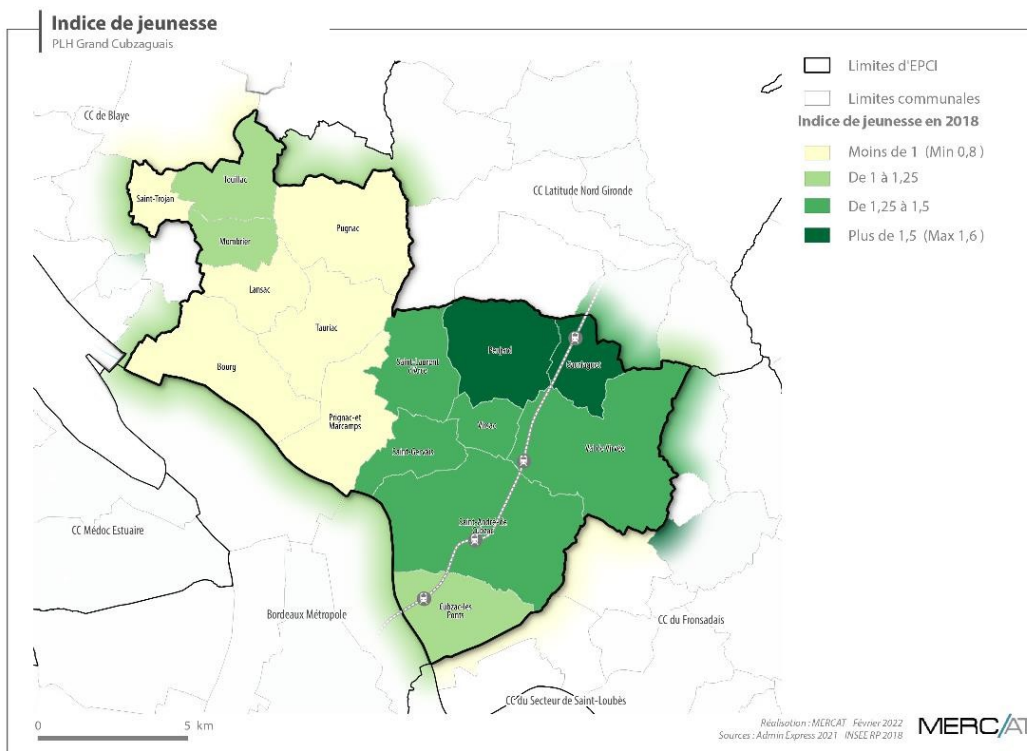 Indice de jeunesse
PLH Grand Cubzaguais
Limites d'EPCI
Limites communales
Indice de jeunesse en 2018
Moins de 1 (Min 0,8 )
De 1 à 1,25
De 1,25 à 1,5
Plus de 1,5 (Max 1,6 )
CC de Blaye
Teuillac
Saint-Trojan
CC Latitude Nord Gironde
Mombrier
Pugnac
Lansac
Tauriac
Bourg
Saint-Laurent
d'Arce
Peujard
Gauriaguet
Prignac-et
Marcamps
Virsac
Saint-Gervais
Val de Virvée
Saint-André-de
Cubzac
CC Médoc Estuaire
Bordeaux Métropole
Cubzac-les
Ponts
CC du Fronsadais
CC du Secteur de Saint-Loubès
0 5 km
Réalisation : MERCAT Février 2022
Sources : Admin Express 2021 INSEE RP 2018
MERC/AT